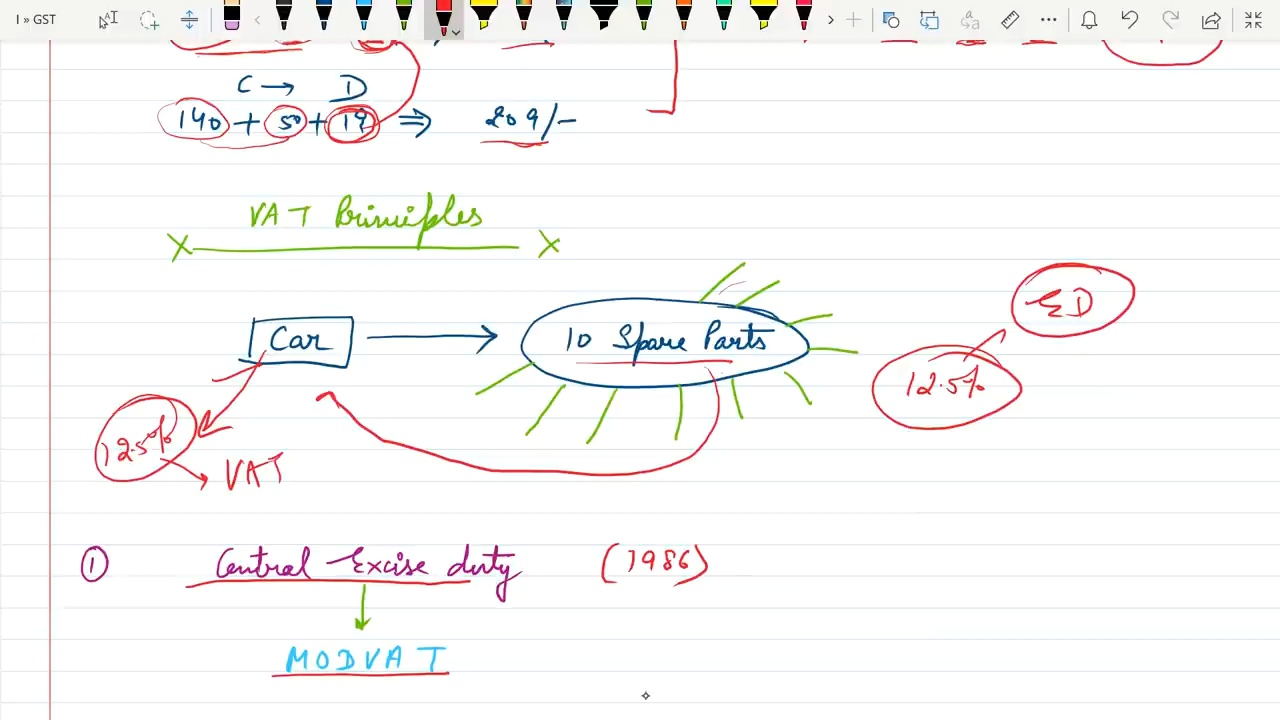 I » GST
C → D
140 + 50 + 19 ⇒ 209/-
VAT Principles
X X
Car → 10 Spare Parts
ED
12.5%
12.5%
VAT
① Central Excise duty (1986)
MODVAT